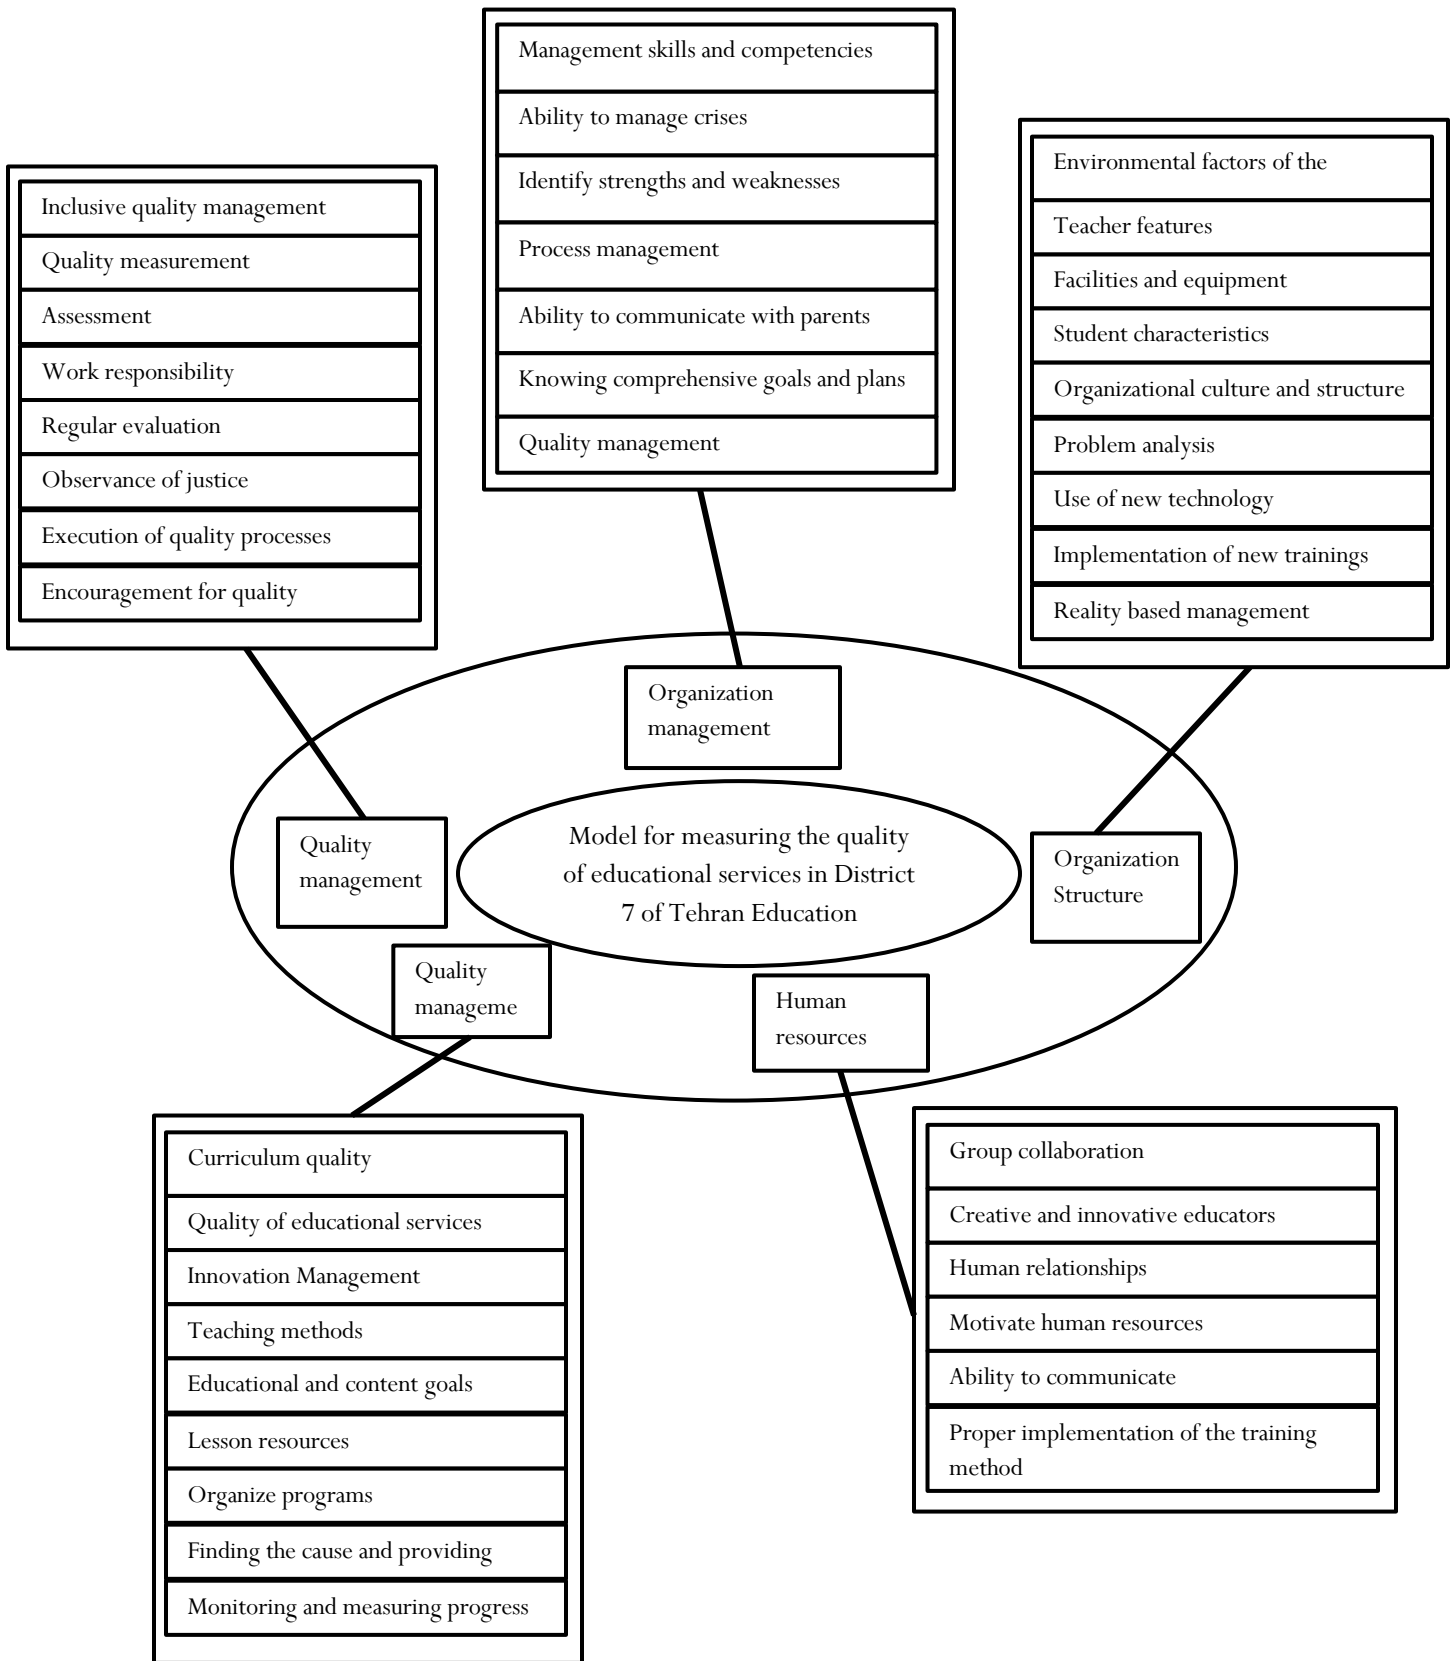 Management skills and competencies
Ability to manage crises
Identify strengths and weaknesses
Process management
Ability to communicate with parents
Knowing comprehensive goals and plans
Quality management
Inclusive quality management
Quality measurement
Assessment
Work responsibility
Regular evaluation
Observance of justice
Execution of quality processes
Encouragement for quality
Environmental factors of the
Teacher features
Facilities and equipment
Student characteristics
Organizational culture and structure
Problem analysis
Use of new technology
Implementation of new trainings
Reality based management
Organization
management
Quality
management
Model for measuring the quality
of educational services in District
7 of Tehran Education
Organization
Structure
Quality
manageme
Human
resources
Curriculum quality
Quality of educational services
Innovation Management
Teaching methods
Educational and content goals
Lesson resources
Organize programs
Finding the cause and providing
Monitoring and measuring progress
Group collaboration
Creative and innovative educators
Human relationships
Motivate human resources
Ability to communicate
Proper implementation of the training
method